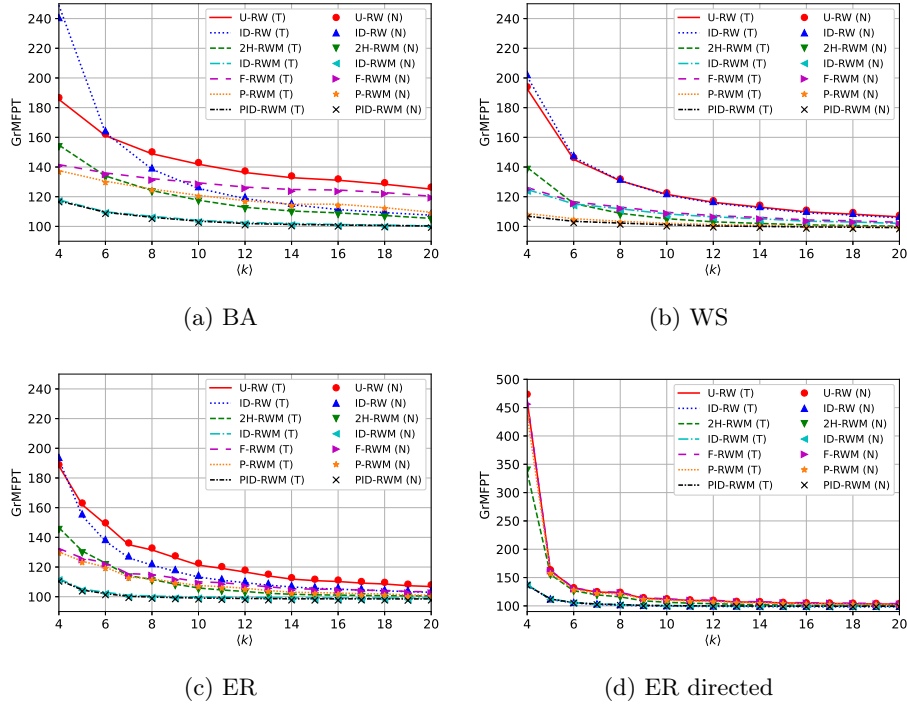 240
220
200
180
160
140
120
100
GrMFPT
4 6 8 10 12 14 16 18 20
⟨k⟩
U-RW (T) U-RW (N)
ID-RW (T) ID-RW (N)
2H-RWM (T) 2H-RWM (N)
ID-RWM (T) ID-RWM (N)
F-RWM (T) F-RWM (N)
P-RWM (T) P-RWM (N)
PID-RWM (T) PID-RWM (N)
(a) BA
240
220
200
180
160
140
120
100
GrMFPT
4 6 8 10 12 14 16 18 20
⟨k⟩
U-RW (T) U-RW (N)
ID-RW (T) ID-RW (N)
2H-RWM (T) 2H-RWM (N)
ID-RWM (T) ID-RWM (N)
F-RWM (T) F-RWM (N)
P-RWM (T) P-RWM (N)
PID-RWM (T) PID-RWM (N)
(b) WS
240
220
200
180
160
140
120
100
GrMFPT
4 6 8 10 12 14 16 18 20
⟨k⟩
U-RW (T) U-RW (N)
ID-RW (T) ID-RW (N)
2H-RWM (T) 2H-RWM (N)
ID-RWM (T) ID-RWM (N)
F-RWM (T) F-RWM (N)
P-RWM (T) P-RWM (N)
PID-RWM (T) PID-RWM (N)
(c) ER
500
450
400
350
300
250
200
150
100
GrMFPT
4 6 8 10 12 14 16 18 20
⟨k⟩
U-RW (T) U-RW (N)
ID-RW (T) ID-RW (N)
2H-RWM (T) 2H-RWM (N)
ID-RWM (T) ID-RWM (N)
F-RWM (T) F-RWM (N)
P-RWM (T) P-RWM (N)
PID-RWM (T) PID-RWM (N)
(d) ER directed